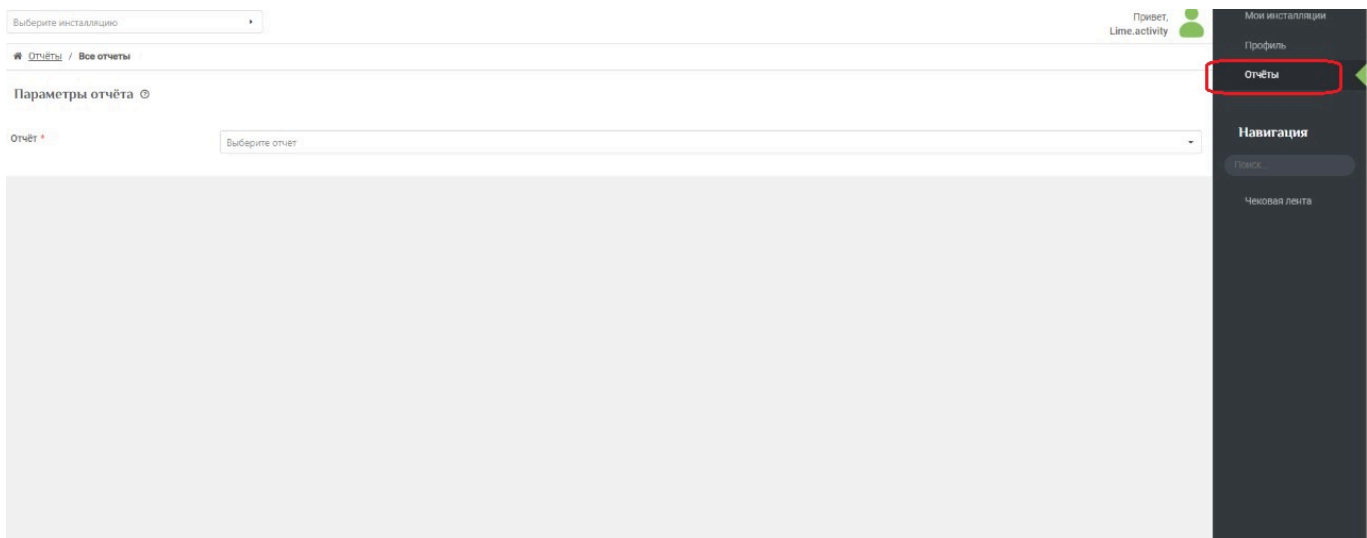 Выберите инсталляцию
Привет,
Lime.activity
Отчёты / Все отчеты
Параметры отчёта
Отчёт *
Выберите отчёт
Мои инсталляции
Профиль
Отчёты
Навигация
Поиск...
Чековая лента